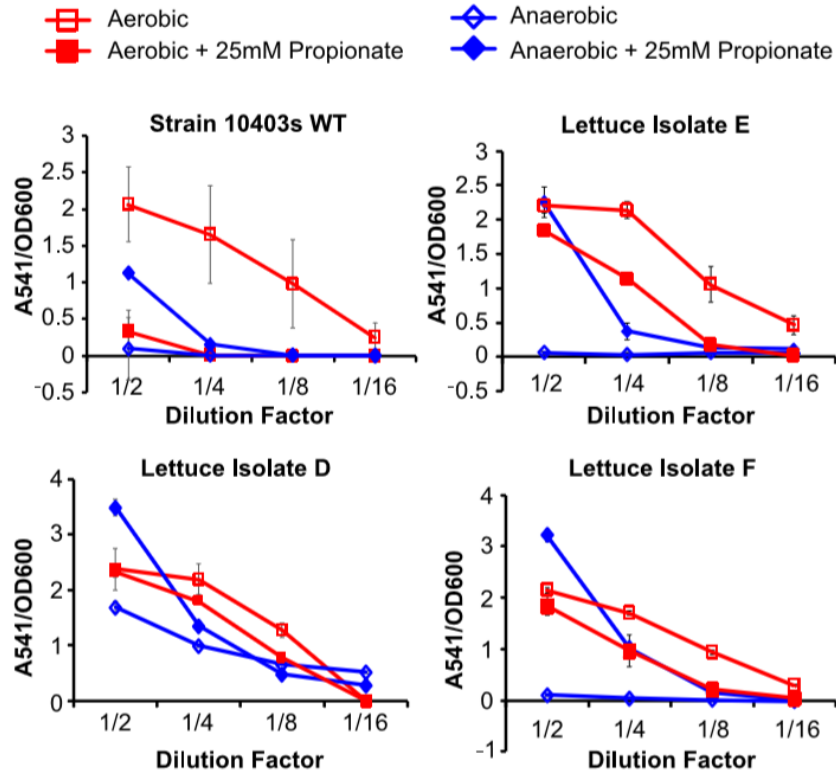 Aerobic
Anaerobic
Aerobic + 25mM Propionate
Anaerobic + 25mM Propionate
Strain 10403s WT
3
2.5
2
1.5
1
0.5
0
-0.5
A541/OD600
1/2 1/4 1/8 1/16
Dilution Factor
Lettuce Isolate E
3
2.5
2
1.5
1
0.5
0
-0.5
A541/OD600
1/2 1/4 1/8 1/16
Dilution Factor
Lettuce Isolate D
4
3
2
1
0
A541/OD600
1/2 1/4 1/8 1/16
Dilution Factor
Lettuce Isolate F
4
3
2
1
0
-1
A541/OD600
1/2 1/4 1/8 1/16
Dilution Factor